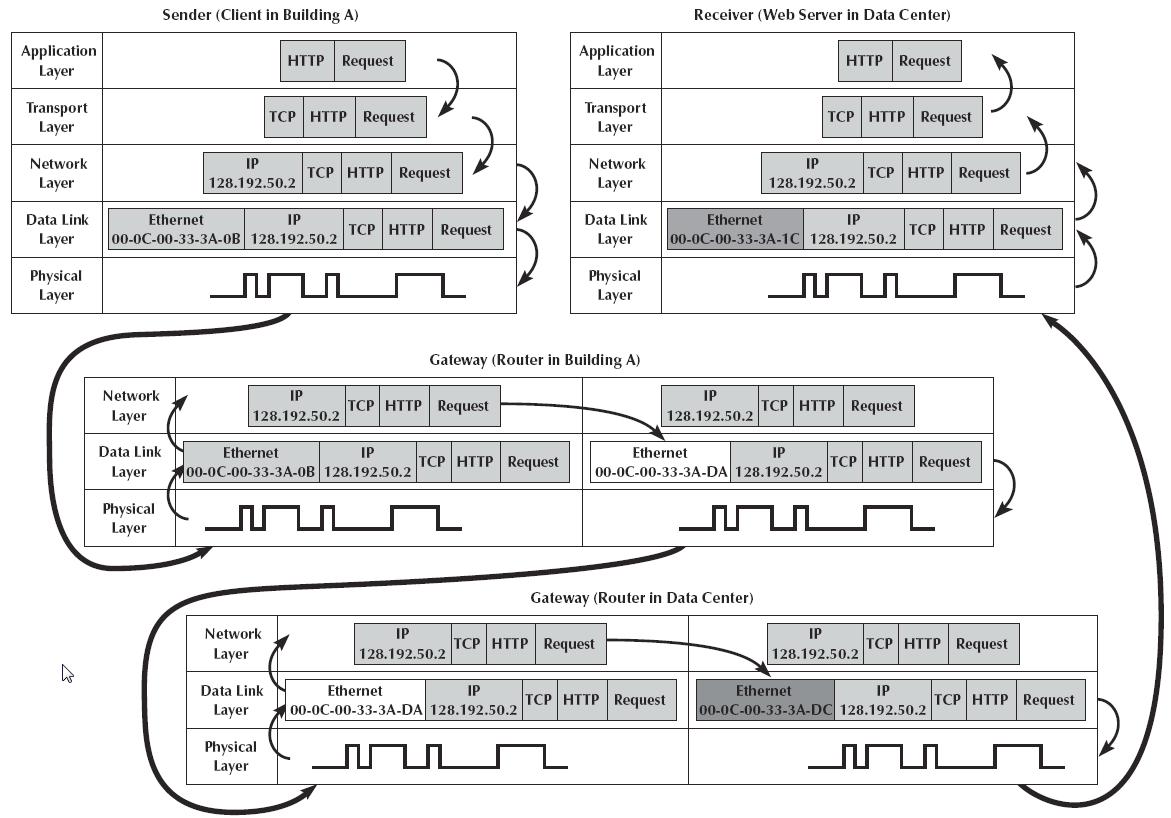 Sender (Client in Building A)
Application
Layer
HTTP Request
Transport
Layer
TCP HTTP Request
Network
Layer
IP
128.192.50.2 TCP HTTP Request
Data Link
Layer
Ethernet
00-0C-00-33-3A-0B
IP
128.192.50.2 TCP HTTP Request
Physical
Layer
Receiver (Web Server in Data Center)
Application
Layer
HTTP Request
Transport
Layer
TCP HTTP Request
Network
Layer
IP
128.192.50.2 TCP HTTP Request
Data Link
Layer
Ethernet
00-0C-00-33-3A-1C
IP
128.192.50.2 TCP HTTP Request
Physical
Layer
Gateway (Router in Building A)
Network
Layer
IP
128.192.50.2 TCP HTTP Request
IP
128.192.50.2 TCP HTTP Request
Data Link
Layer
Ethernet
00-0C-00-33-3A-0B
IP
128.192.50.2 TCP HTTP Request
Ethernet
00-0C-00-33-3A-DA
IP
128.192.50.2 TCP HTTP Request
Physical
Layer
Gateway (Router in Data Center)
Network
Layer
IP
128.192.50.2 TCP HTTP Request
IP
128.192.50.2 TCP HTTP Request
Data Link
Layer
Ethernet
00-0C-00-33-3A-DA
IP
128.192.50.2 TCP HTTP Request
Ethernet
00-0C-00-33-3A-DC
IP
128.192.50.2 TCP HTTP Request
Physical
Layer